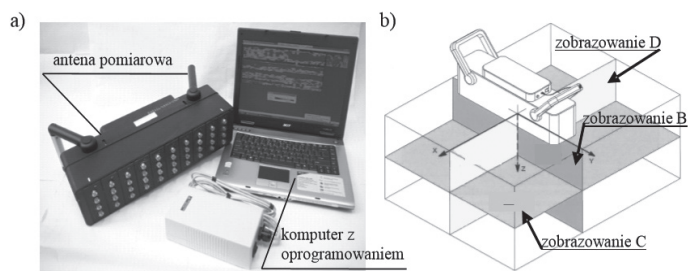 a)
antena pomiarowa
komputer z
oprogramowaniem
b)
zobrazowanie D
zobrazowanie B
zobrazowanie C
X
Y
Z